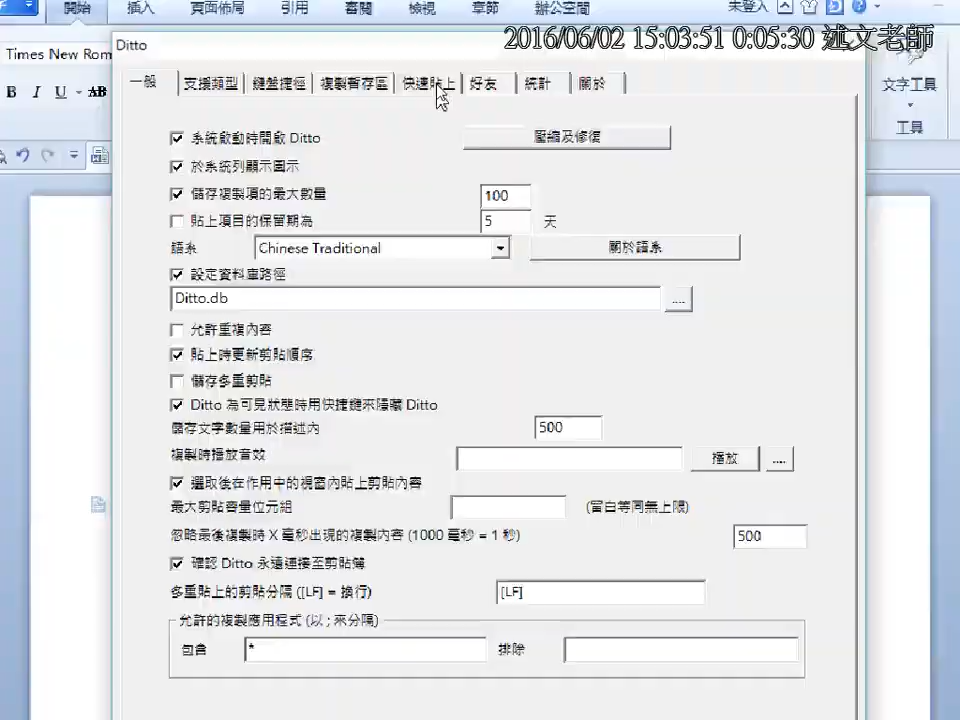 開始 插入 頁面佈局 引用 審閱 檢視 章節 辦公空間 未登入
2016/06/02 15:03:51 0:05:30 述文老師
Ditto
Times New Rom
B I U AB
文字工具
工具
一般 支援類型 鍵盤捷徑 複製暫存區 快速貼上 好友 統計 關於
系統啟動時開啟 Ditto
壓縮及修復
於系統列顯示圖示
儲存複製項的最大數量 100
貼上項目的保留期為 5 天
語系 Chinese Traditional 關於語系
設定資料庫路徑
Ditto.db ....
允許重複內容
貼上時更新剪貼順序
儲存多重剪貼
Ditto 為可見狀態時用快捷鍵來隱藏 Ditto
儲存文字數量用於描述內 500
複製時播放音效 播放 ....
選取後在作用中的視窗內貼上剪貼內容
最大剪貼容量位元組 (留白等同無上限)
忽略最後複製時 X 毫秒出現的複製內容 (1000 毫秒 = 1 秒) 500
確認 Ditto 永遠連接至剪貼簿
多重貼上的剪貼分隔 ([LF] = 換行) [LF]
允許的複製應用程式 (以 ; 來分隔)
包含 * 排除